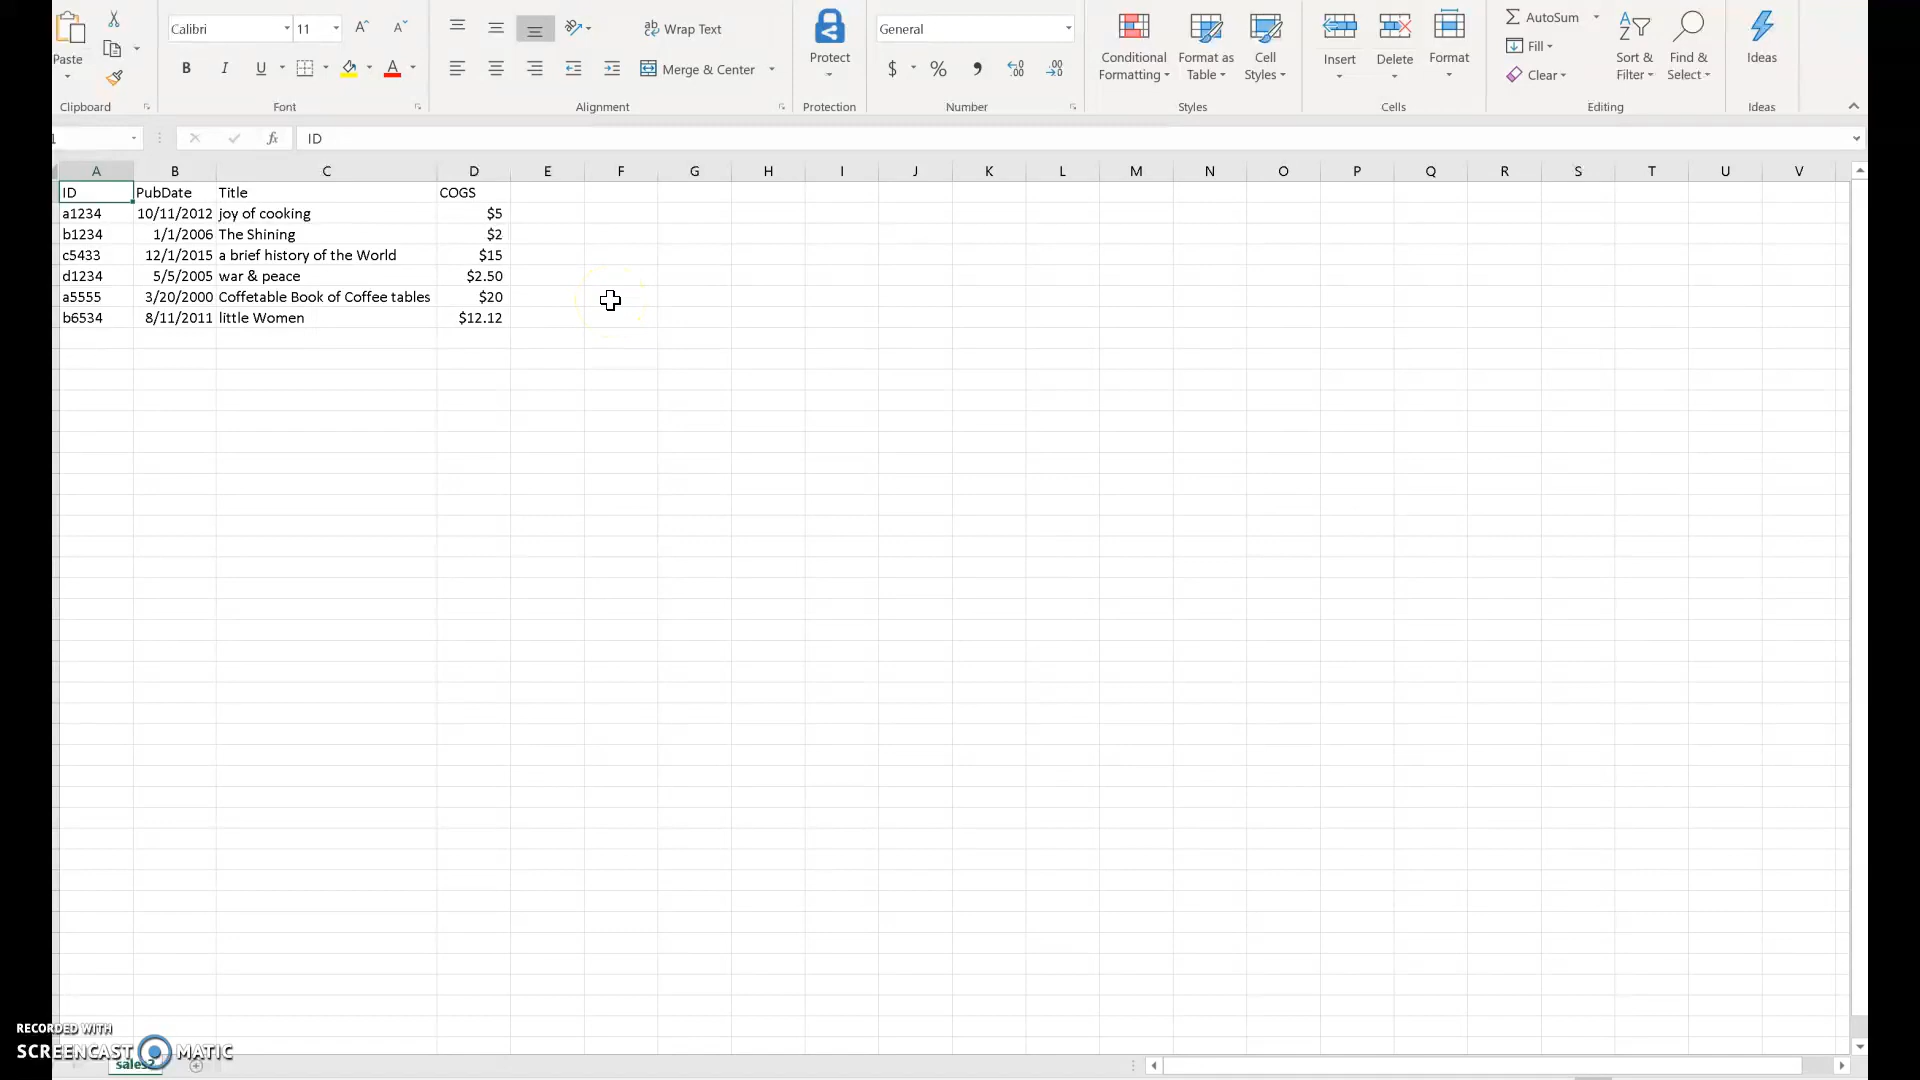 Calibri 11 Wrap Text General AutoSum
Paste Protect Conditional Formatting Format as Table Cell Styles Insert Delete Format Fill Sort & Filter Find & Select Ideas
B I U Merge & Center $ % Clear
Clipboard Font Alignment Protection Number Styles Cells Editing Ideas
fx ID
A B C D E F G H I J K L M N O P Q R S T U V
ID PubDate Title COGS
a1234 10/11/2012 joy of cooking $5
b1234 1/1/2006 The Shining $2
c5433 12/1/2015 a brief history of the World $15
d1234 5/5/2005 war & peace $2.50
a5555 3/20/2000 Coffetable Book of Coffee tables $20
b6534 8/11/2011 little Women $12.12
RECORDED WITH
SCREENCAST MATIC